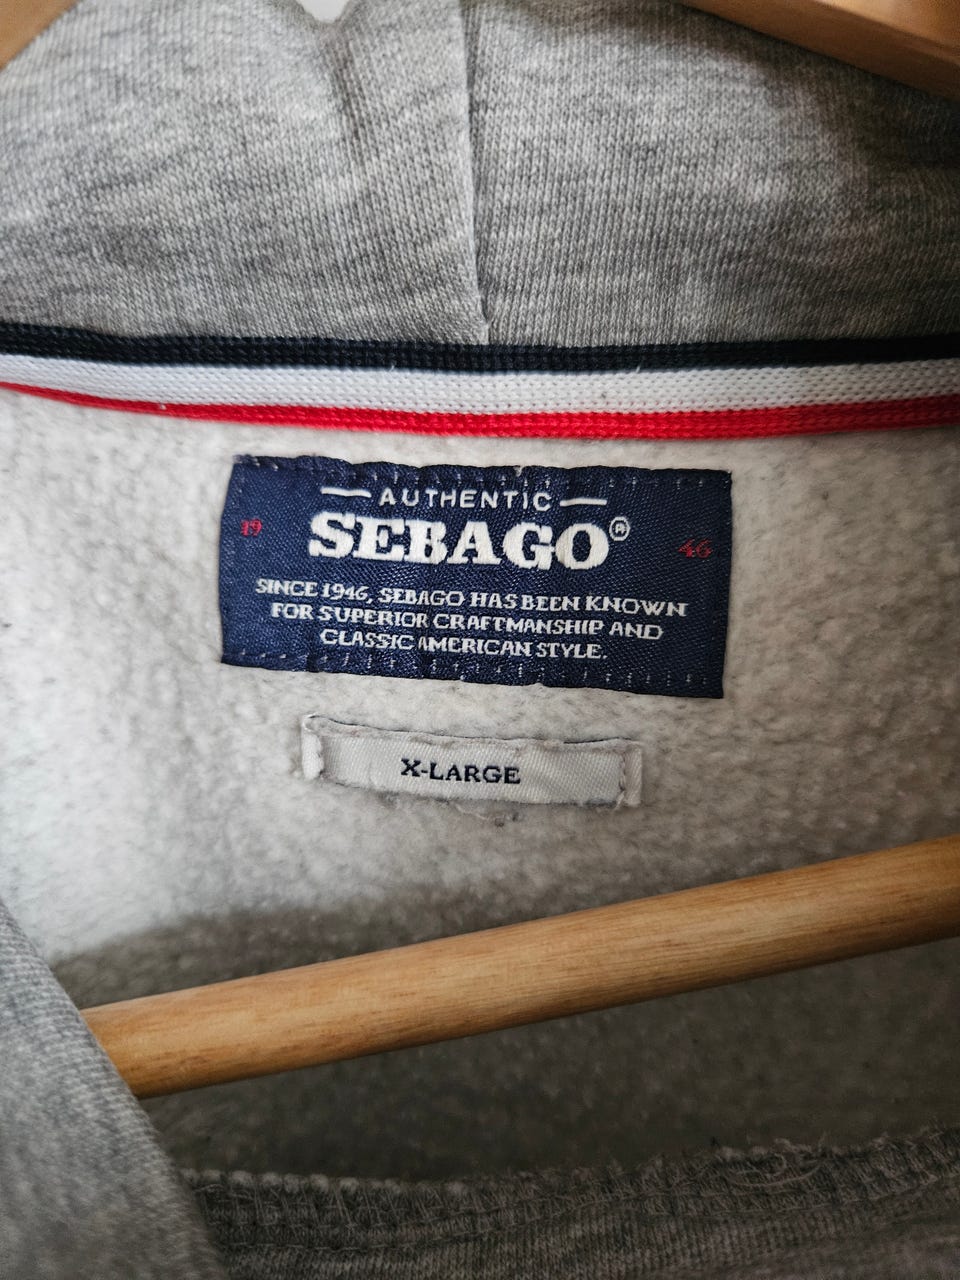 AUTHENTIC
19 SEBAGO® 46
SINCE 1946, SEBAGO HAS BEEN KNOWN
FOR SUPERIOR CRAFTMANSHIP AND
CLASSIC AMERICAN STYLE.
X-LARGE